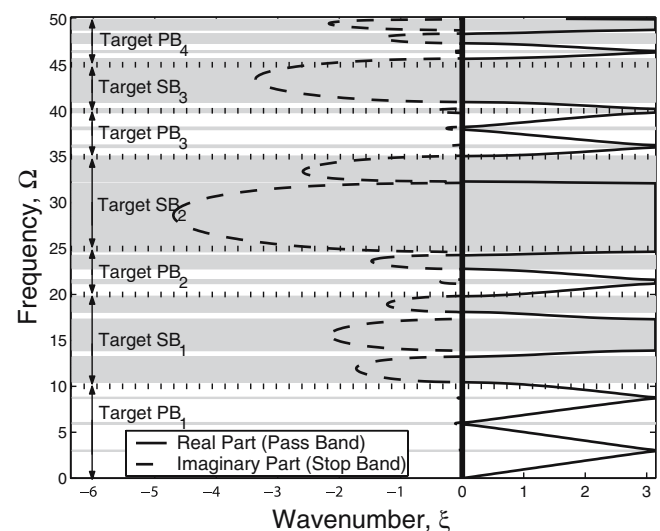 50
Target PB4
45
Target SB3
40
Target PB3
35
30
Target SB2
25
Target PB2
20
Target SB1
15
10
Target PB1
5
Real Part (Pass Band)
Imaginary Part (Stop Band)
0
−6 −5 −4 −3 −2 −1 0 1 2 3
Frequency, Ω
Wavenumber, ξ